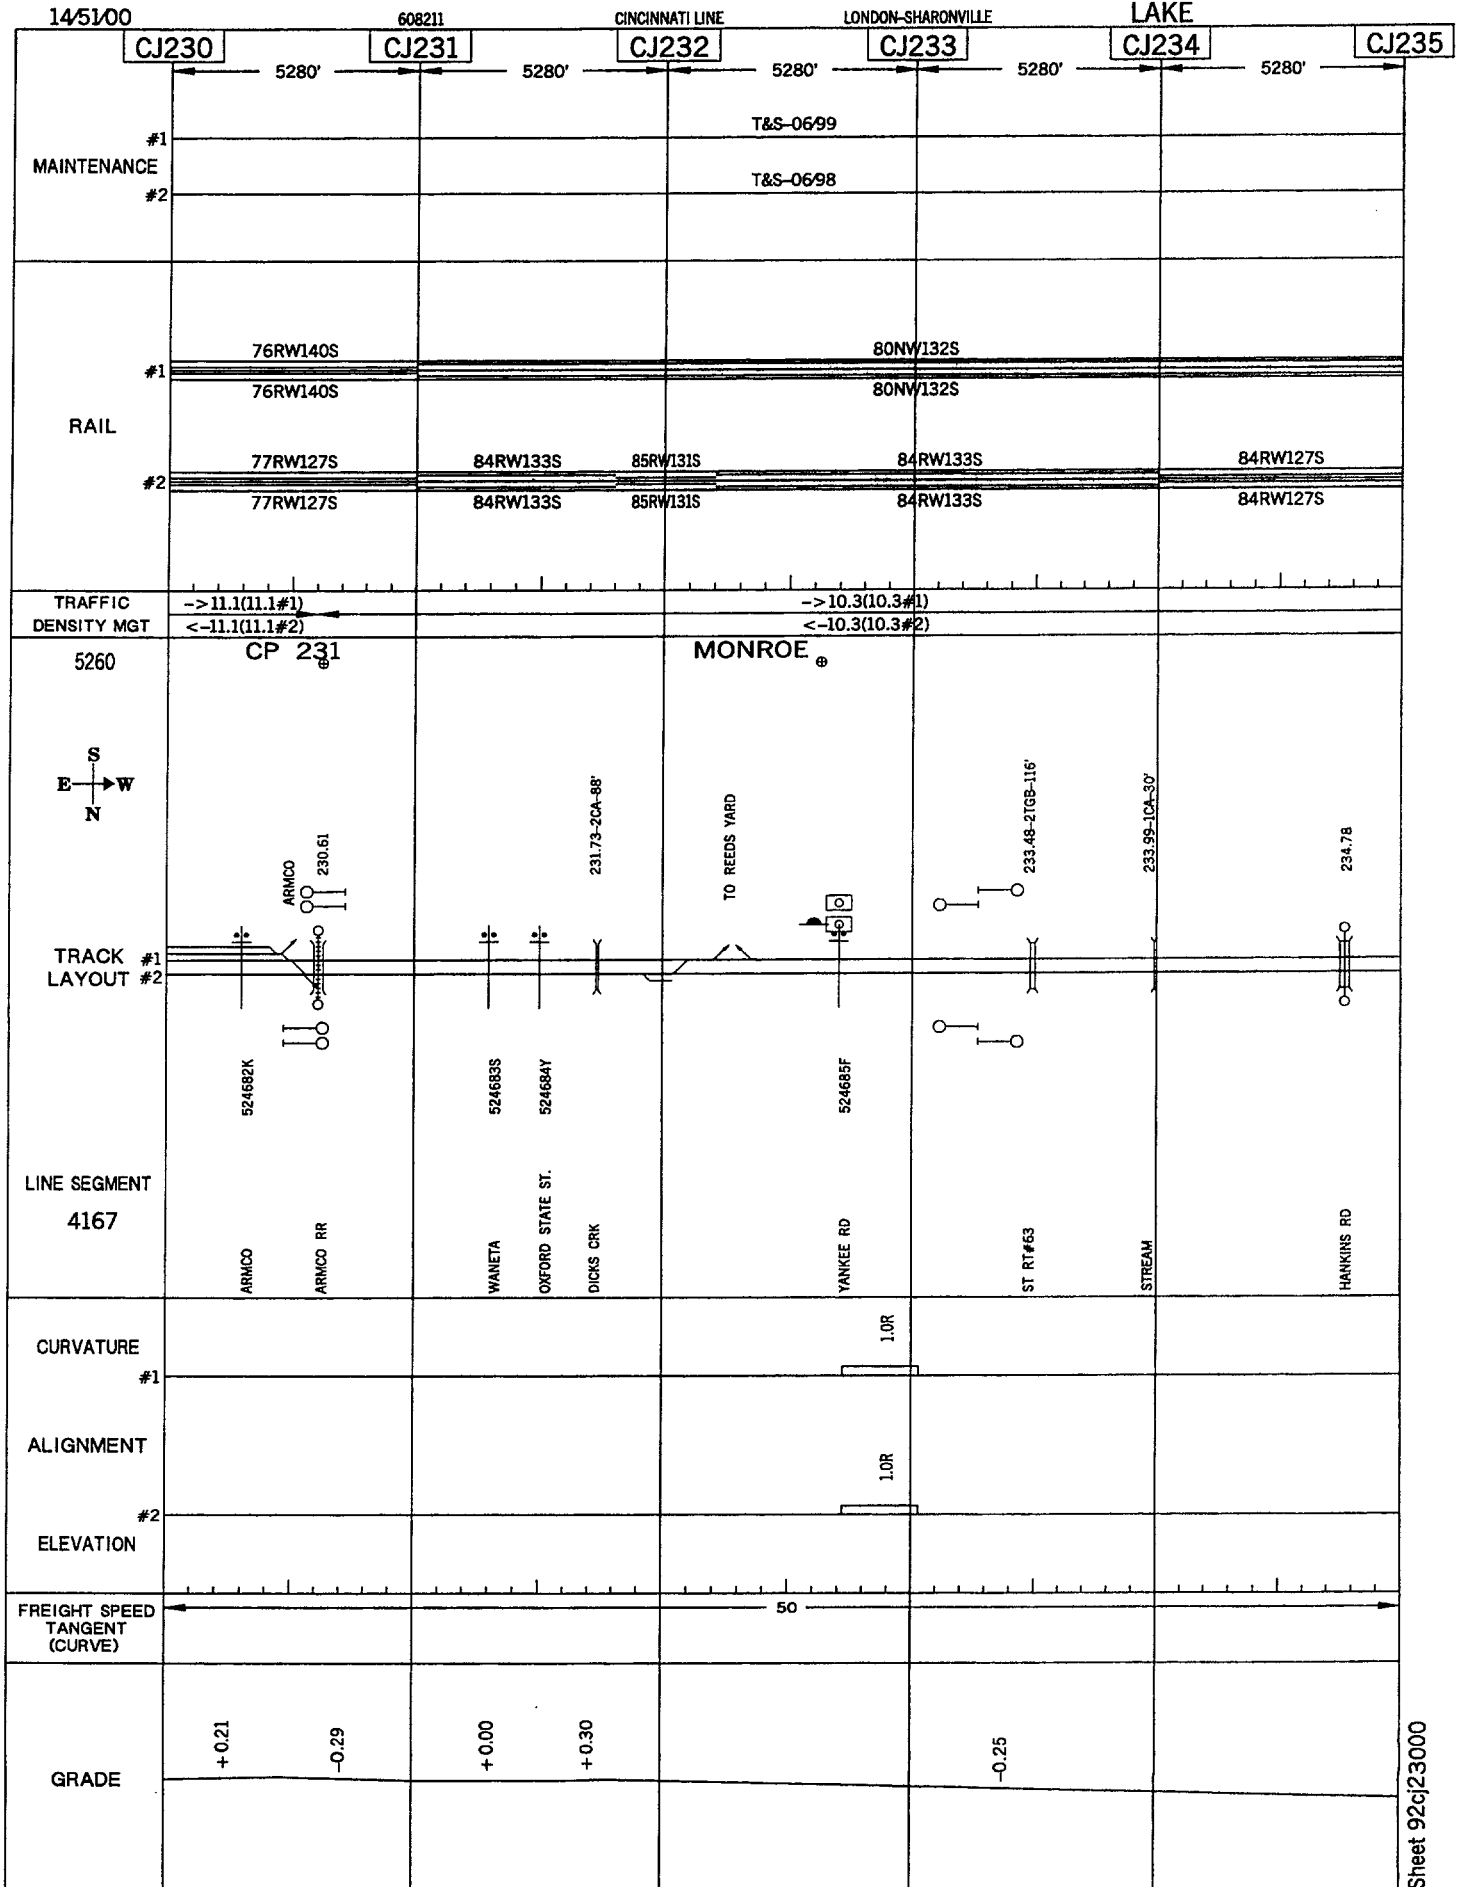 14/51/00 608211 CINCINNATI LINE LONDON-SHARONVILLE LAKE
CJ230 CJ231 CJ232 CJ233 CJ234 CJ235
5280' 5280' 5280' 5280' 5280'
T&S-06/99
#1
MAINTENANCE
T&S-06/98
#2
76RW140S 80NW132S
#1
76RW140S 80NW132S
RAIL
77RW127S 84RW133S 85RW131S 84RW133S 84RW127S
#2
77RW127S 84RW133S 85RW131S 84RW133S 84RW127S
TRAFFIC ->11.1(11.1#1) ->10.3(10.3#1)
DENSITY MGT <-11.1(11.1#2) <-10.3(10.3#2)
5260 CP 231 MONROE
S
E W
N
ARMCO
230.61
231.73-2CA-88'
TO REEDS YARD
233.48-2TGB-116'
233.99-1CA-30'
234.78
TRACK #1
LAYOUT #2
524682K
524683S
524684Y
524685F
LINE SEGMENT
4167
ARMCO
ARMCO RR
WANETA
OXFORD STATE ST.
DICKS CRK
YANKEE RD
ST RT#63
STREAM
HANKINS RD
CURVATURE
1.0R
#1
ALIGNMENT
1.0R
#2
ELEVATION
FREIGHT SPEED 50
TANGENT
(CURVE)
+0.21
-0.29
+0.00
+0.30
-0.25
GRADE
Sheet 92cj23000